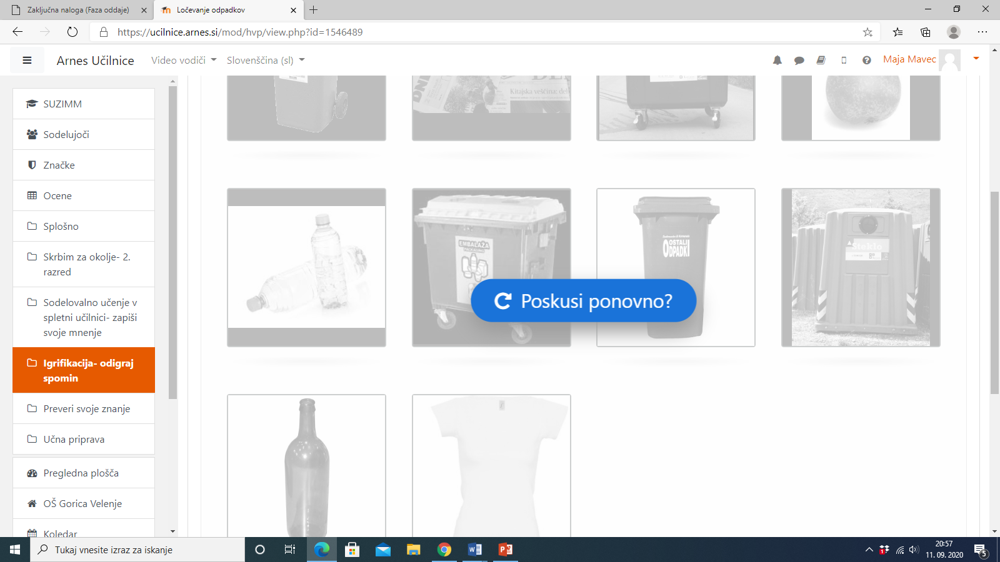 Zaključna naloga (Faza oddaje)
Ločevanje odpadkov
https://ucilnice.arnes.si/mod/hvp/view.php?id=1546489
Arnes Učilnice
Video vodiči
Slovenščina (sl)
Maja Mavec
SUZIMM
Sodelujoči
Značke
Ocene
Splošno
Skrbim za okolje- 2.
razred
Sodelovalno učenje v
spletni učilnici- zapiši
svoje mnenje
Igrifikacija- odigraj
spomin
Preveri svoje znanje
Učna priprava
Pregledna plošča
OŠ Gorica Velenje
Koledar
Kitajska veščina:
EMBALAŽA
OSTALI
ODPADKI
Steklo
Poskusi ponovno?
Tukaj vnesite izraz za iskanje
1
20:57
11. 09. 2020
5